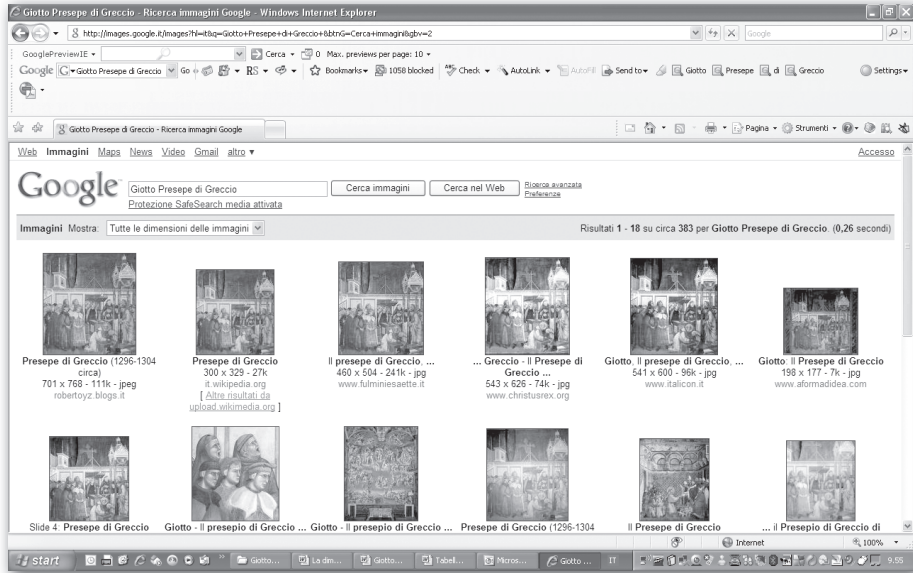 Giotto Presepe di Greccio - Ricerca immagini Google - Windows Internet Explorer
http://images.google.it/images?hl=it&q=Giotto+Presepe+di+Greccio+&btnG=Cerca+immagini&gbv=2
Google
GooglePreviewIE Cerca 0 Max. previews per page: 10
Google G Giotto Presepe di Greccio Go RS Bookmarks 1058 blocked Check AutoLink AutoFill Send to Giotto Presepe di Greccio Settings
Giotto Presepe di Greccio - Ricerca immagini Google Pagina Strumenti
Web Immagini Maps News Video Gmail altro ▼ Accesso
Google Giotto Presepe di Greccio Cerca immagini Cerca nel Web Ricerca avanzata
Preferenze
Protezione SafeSearch media attivata
Immagini Mostra: Tutte le dimensioni delle immagini Risultati 1 - 18 su circa 383 per Giotto Presepe di Greccio. (0,26 secondi)
Presepe di Greccio (1296-1304
circa)
701 x 768 - 111k - jpeg
robertoyz.blogs.it
Presepe di Greccio
300 x 329 - 27k
it.wikipedia.org
[ Altre risultati da
upload.wikimedia.org ]
Il presepe di Greccio, ...
460 x 504 - 241k - jpg
www.fulminiesaette.it
... Greccio - Il Presepe di
Greccio ...
543 x 626 - 74k - jpg
www.christusrex.org
Giotto, Il presepe di Greccio, ...
541 x 600 - 96k - jpg
www.italicon.it
Giotto: Il Presepe di Greccio
198 x 177 - 7k - jpg
www.aformadidea.com
Slide 4: Presepe di Greccio
Giotto - Il presepio di Greccio ...
Giotto - Il presepio di Greccio ...
Presepe di Greccio (1296-1304
Il Presepe di Greccio
... il Presepio di Greccio di
Internet 100%
start Giotto... La dim... Giotto... Tabell... Micros... Giotto ... IT 9.55